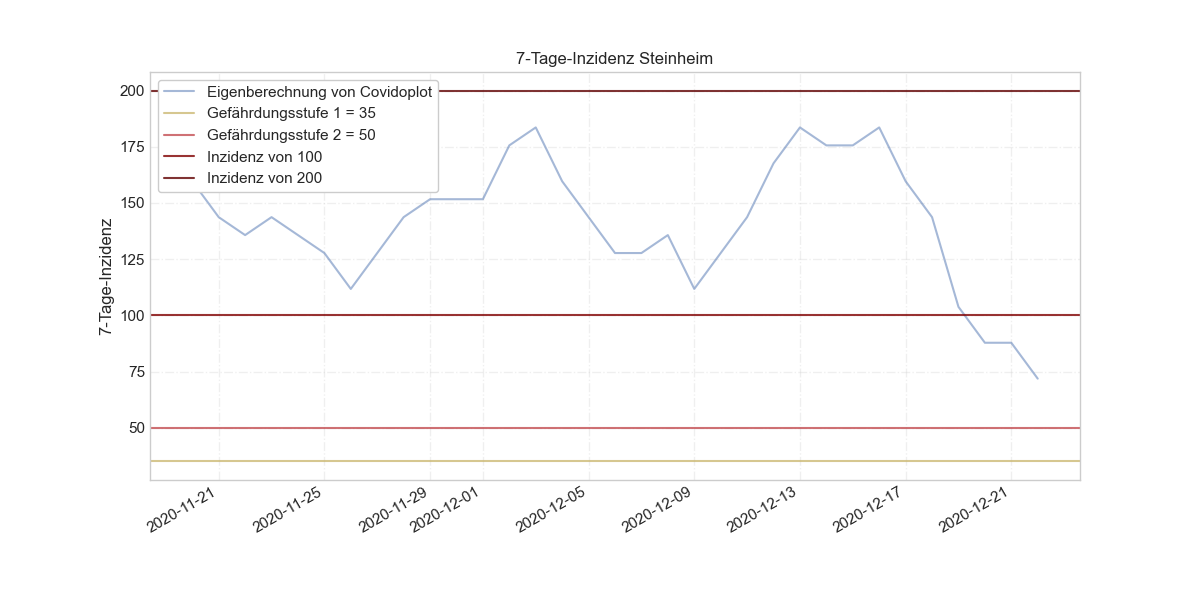 7-Tage-Inzidenz Steinheim
Eigenberechnung von Covidoplot
Gefährdungsstufe 1 = 35
Gefährdungsstufe 2 = 50
Inzidenz von 100
Inzidenz von 200
7-Tage-Inzidenz
200
175
150
125
100
75
50
2020-11-21
2020-11-25
2020-11-29
2020-12-01
2020-12-05
2020-12-09
2020-12-13
2020-12-17
2020-12-21